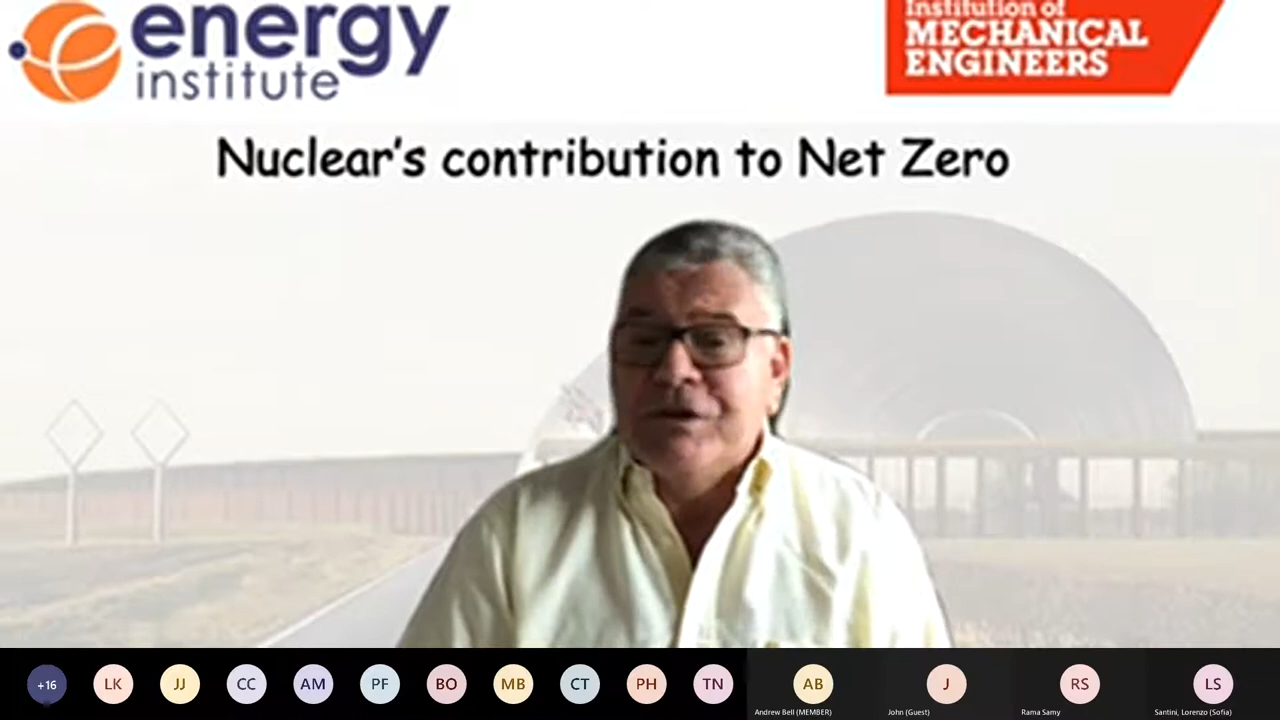 energy
institute
Institution of
MECHANICAL
ENGINEERS
Nuclear's contribution to Net Zero
+16
LK
JJ
CC
AM
PF
BO
MB
CT
PH
TN
AB
J
RS
LS
Andrew Bell (MEMBER)
John (Guest)
Rama Samy
Santini, Lorenzo (Sofia)